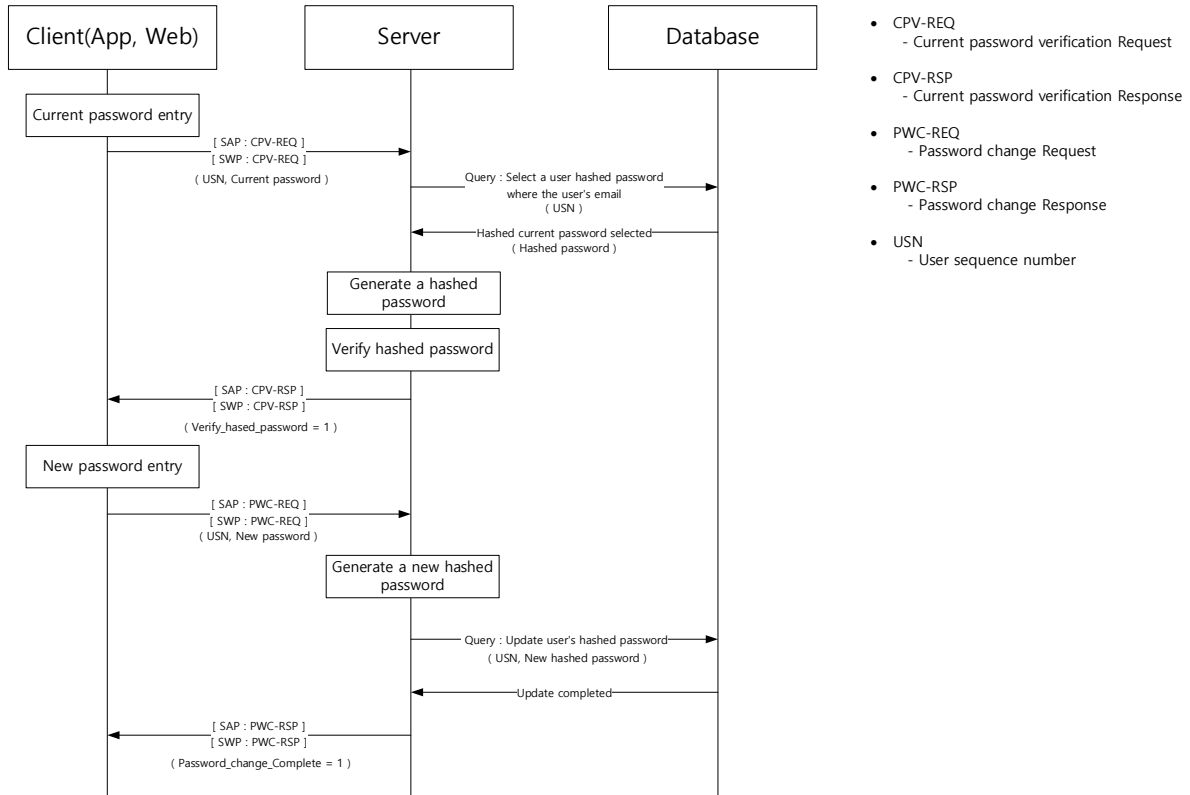 Client(App, Web)
Server
Database
Current password entry
[ SAP : CPV-REQ ]
[ SWP : CPV-REQ ]
( USN, Current password )
Query : Select a user hashed password
where the user's email
( USN )
Hashed current password selected
( Hashed password )
Generate a hashed
password
Verify hashed password
[ SAP : CPV-RSP ]
[ SWP : CPV-RSP ]
( Verify_hased_password = 1 )
New password entry
[ SAP : PWC-REQ ]
[ SWP : PWC-REQ ]
( USN, New password )
Generate a new hashed
password
Query : Update user's hashed password
( USN, New hashed password )
Update completed
[ SAP : PWC-RSP ]
[ SWP : PWC-RSP ]
( Password_change_Complete = 1 )
• CPV-REQ
- Current password verification Request
• CPV-RSP
- Current password verification Response
• PWC-REQ
- Password change Request
• PWC-RSP
- Password change Response
• USN
- User sequence number